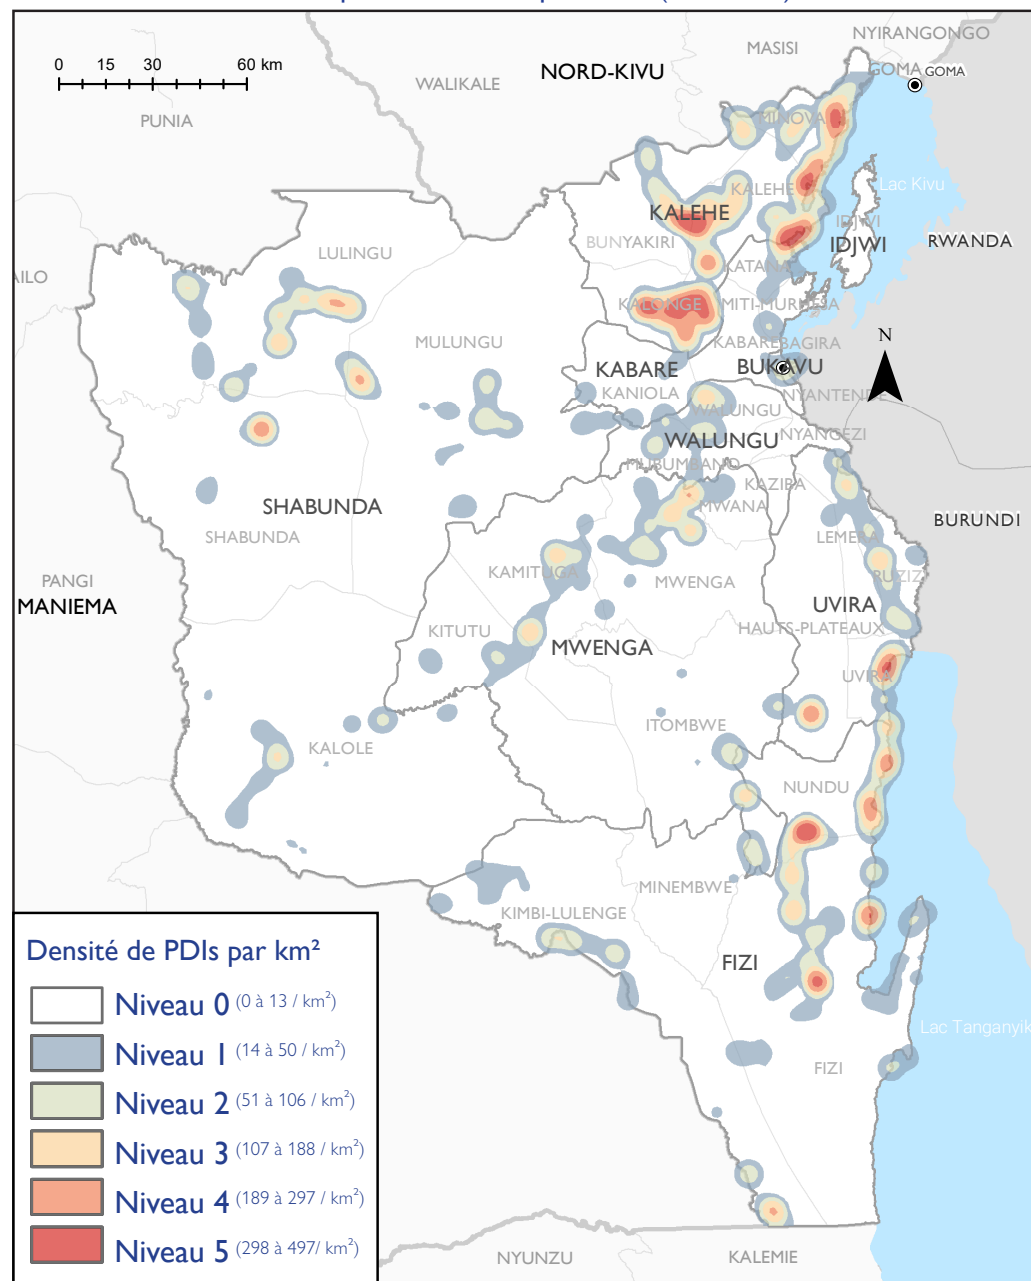 NYIRANGONGO
MASISI
GOMA
GOMA
0 15 30 60 km
NORD-KIVU
WALIKALE
PUNIA
MINOVA
Lac Kivu
KALEHE
KALEHE
IDJWI
IDJWI
RWANDA
BUNYAKIRI
LULINGU
KATANA
KALONGE
MITI-MURHESA
N
MULUNGU
KABARE
BAGIRA
KABARE
BUKAVU
KANIOLA
NYANTENDE
WALUNGU
WALUNGU
NYANGEZI
MUBUMBANO
KAZIBA
MWANA
SHABUNDA
BURUNDI
SHABUNDA
LEMERA
KAMITUGA
MWENGA
RUZIZI
PANGI
MANIEMA
UVIRA
KITUTU
HAUTS-PLATEAUX
MWENGA
UVIRA
ITOMBWE
KALOLE
NUNDU
MINEMBWE
KIMBI-LULENGE
FIZI
Lac Tanganyik
FIZI
Densité de PDIs par km²
Niveau 0 (0 à 13 / km²)
Niveau 1 (14 à 50 / km²)
Niveau 2 (51 à 106 / km²)
Niveau 3 (107 à 188 / km²)
Niveau 4 (189 à 297 / km²)
Niveau 5 (298 à 497/ km²)
NYUNZU
KALEMIE